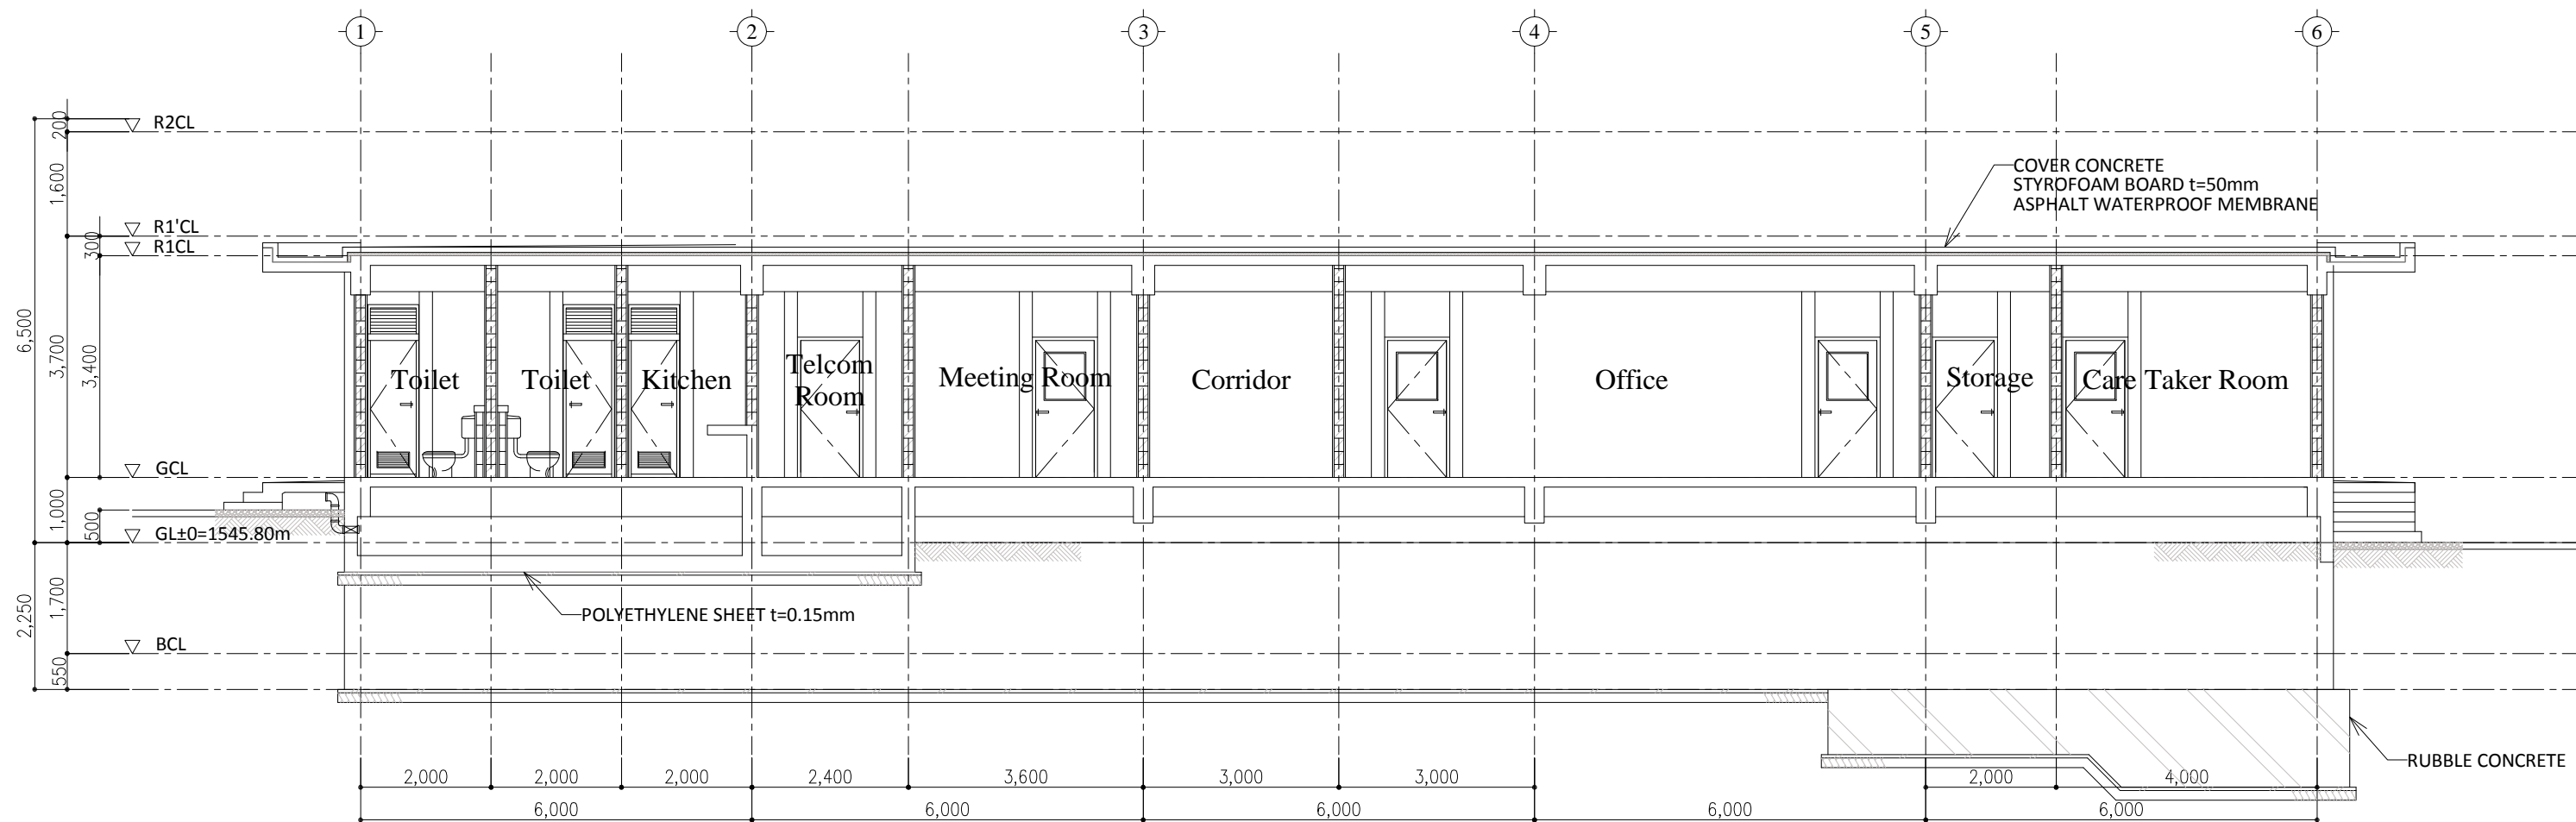 1 2 3 4 5 6
R2CL
200
1,600
COVER CONCRETE
STYROFOAM BOARD t=50mm
ASPHALT WATERPROOF MEMBRANE
R1'CL
R1CL
300
6,500
3,700
3,400
Toilet Toilet Kitchen Telcom Room Meeting Room Corridor Office Storage Care Taker Room
GCL
1,000
500
GL±0=1545.80m
2,250
1,700
POLYETHYLENE SHEET t=0.15mm
BCL
550
RUBBLE CONCRETE
2,000 2,000 2,000 2,400 3,600 3,000 3,000 2,000 4,000
6,000 6,000 6,000 6,000 6,000